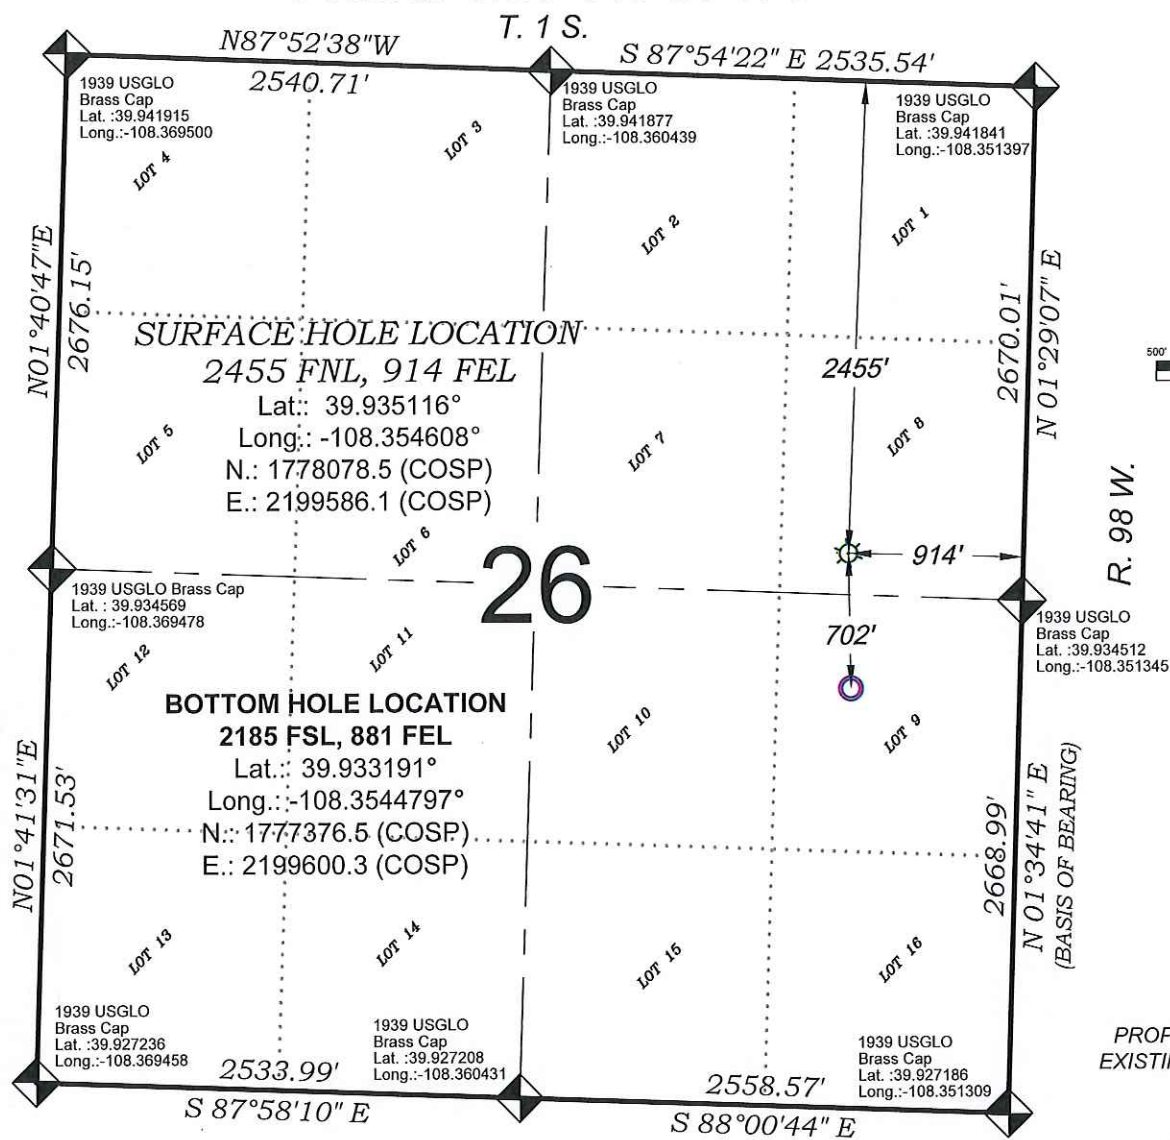 T. 1 S.
N87°52'38"W
2540.71'
S 87°54'22" E 2535.54'
1939 USGLO
Brass Cap
Lat. :39.941915
Long.:-108.369500
1939 USGLO
Brass Cap
Lat. :39.941877
Long.:-108.360439
1939 USGLO
Brass Cap
Lat. :39.941841
Long.:-108.351397
LOT 4
LOT 3
LOT 2
LOT 1
N01°40'47"E
2676.15'
2670.01'
N 01°29'07" E
SURFACE HOLE LOCATION
2455 FNL, 914 FEL
Lat.: 39.935116°
Long.: -108.354608°
N.: 1778078.5 (COSP)
E.: 2199586.1 (COSP)
2455'
500'
LOT 5
LOT 6
LOT 7
LOT 8
R. 98 W.
26
914'
702'
1939 USGLO Brass Cap
Lat. : 39.934569
Long.:-108.369478
1939 USGLO
Brass Cap
Lat. :39.934512
Long.:-108.351345
LOT 12
LOT 11
LOT 10
LOT 9
BOTTOM HOLE LOCATION
2185 FSL, 881 FEL
Lat.: 39.933191°
Long.: -108.3544797°
N.: 1777376.5 (COSP)
E.: 2199600.3 (COSP)
N01°41'31"E
2671.53'
2668.99'
N 01°34'41" E
(BASIS OF BEARING)
LOT 13
LOT 14
LOT 15
LOT 16
1939 USGLO
Brass Cap
Lat. :39.927236
Long.:-108.369458
1939 USGLO
Brass Cap
Lat. :39.927208
Long.:-108.360431
1939 USGLO
Brass Cap
Lat. :39.927186
Long.:-108.351309
PROP
EXISTI
2533.99'
S 87°58'10" E
2558.57'
S 88°00'44" E